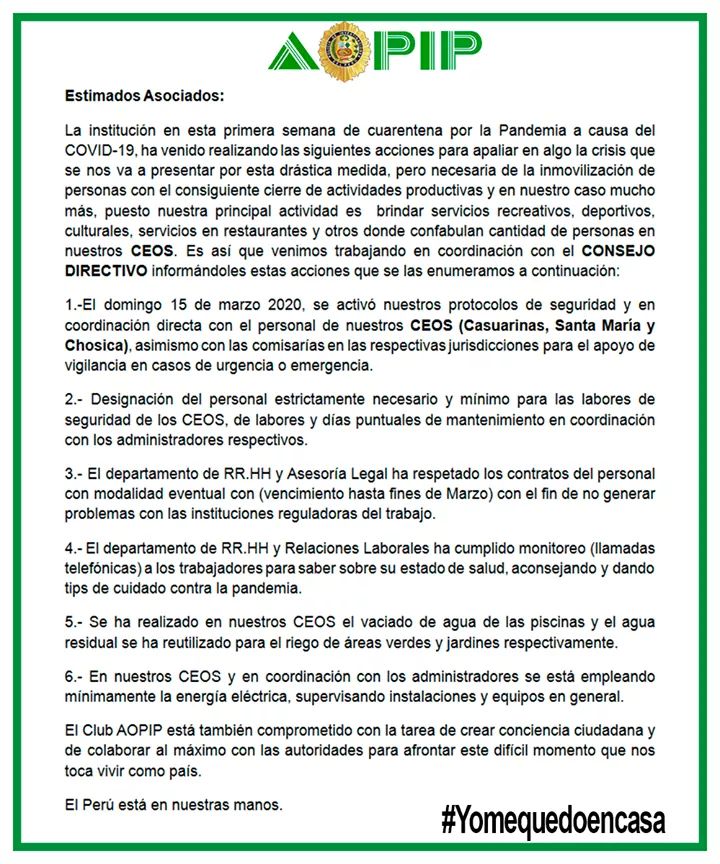 AOPIP
Estimados Asociados:
La institución en esta primera semana de cuarentena por la Pandemia a causa del
COVID-19, ha venido realizando las siguientes acciones para apaliar en algo la crisis que
se nos va a presentar por esta drástica medida, pero necesaria de la inmovilización de
personas con el consiguiente cierre de actividades productivas y en nuestro caso mucho
más, puesto nuestra principal actividad es brindar servicios recreativos, deportivos,
culturales, servicios en restaurantes y otros donde confabulan cantidad de personas en
nuestros CEOS. Es así que venimos trabajando en coordinación con el CONSEJO
DIRECTIVO informándoles estas acciones que se las enumeramos a continuación:
1.-El domingo 15 de marzo 2020, se activó nuestros protocolos de seguridad y en
coordinación directa con el personal de nuestros CEOS (Casuarinas, Santa María y
Chosica), asimismo con las comisarías en las respectivas jurisdicciones para el apoyo de
vigilancia en casos de urgencia o emergencia.
2.- Designación del personal estrictamente necesario y mínimo para las labores de
seguridad de los CEOS, de labores y días puntuales de mantenimiento en coordinación
con los administradores respectivos.
3.- El departamento de RR.HH y Asesoría Legal ha respetado los contratos del personal
con modalidad eventual con (vencimiento hasta fines de Marzo) con el fin de no generar
problemas con las instituciones reguladoras del trabajo.
4.- El departamento de RR.HH y Relaciones Laborales ha cumplido monitoreo (llamadas
telefónicas) a los trabajadores para saber sobre su estado de salud, aconsejando y dando
tips de cuidado contra la pandemia.
5.- Se ha realizado en nuestros CEOS el vaciado de agua de las piscinas y el agua
residual se ha reutilizado para el riego de áreas verdes y jardines respectivamente.
6.- En nuestros CEOS y en coordinación con los administradores se está empleando
mínimamente la energía eléctrica, supervisando instalaciones y equipos en general.
El Club AOPIP está también comprometido con la tarea de crear conciencia ciudadana y
de colaborar al máximo con las autoridades para afrontar este difícil momento que nos
toca vivir como país.
El Perú está en nuestras manos.
#Yomequedoencasa